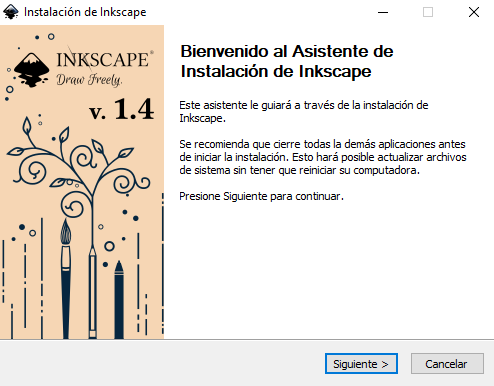 Instalación de Inkscape
INKSCAPE®
Draw Freely.
v. 1.4
Bienvenido al Asistente de
Instalación de Inkscape
Este asistente le guiará a través de la instalación de
Inkscape.
Se recomienda que cierre todas la demás aplicaciones antes
de iniciar la instalación. Esto hará posible actualizar archivos
de sistema sin tener que reiniciar su computadora.
Presione Siguiente para continuar.
Siguiente >
Cancelar